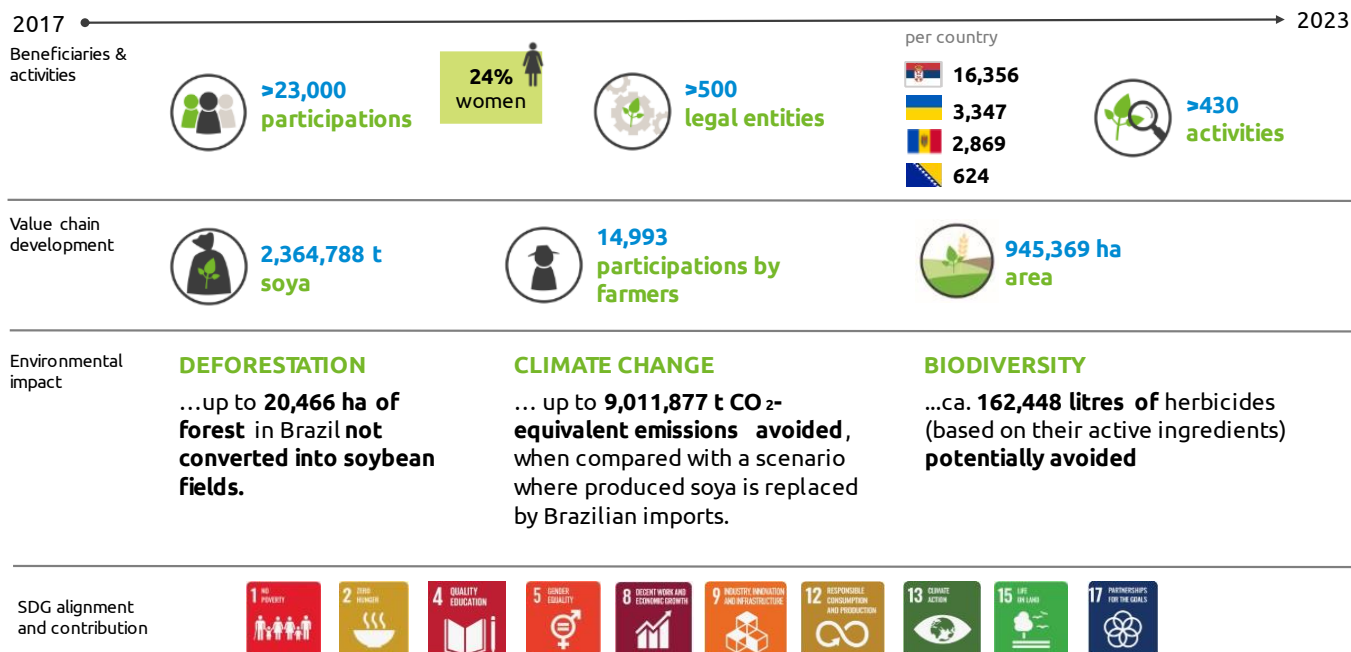 2017
2023
Beneficiaries &
activities
>23,000
participations
24%
women
>500
legal entities
per country
16,356
3,347
2,869
624
>430
activities
Value chain
development
2,364,788 t
soya
14,993
participations by
farmers
945,369 ha
area
Environmental
impact
DEFORESTATION
...up to 20,466 ha of
forest in Brazil not
converted into soybean
fields.
CLIMATE CHANGE
... up to 9,011,877 t CO 2-
equivalent emissions avoided,
when compared with a scenario
where produced soya is replaced
by Brazilian imports.
BIODIVERSITY
...ca. 162,448 litres of herbicides
(based on their active ingredients)
potentially avoided
SDG alignment
and contribution
1 NO
POVERTY
2 ZERO
HUNGER
4 QUALITY
EDUCATION
5 GENDER
EQUALITY
8 DECENT WORK AND
ECONOMIC GROWTH
9 INDUSTRY, INNOVATION
AND INFRASTRUCTURE
12 RESPONSIBLE
CONSUMPTION
AND PRODUCTION
13 CLIMATE
ACTION
15 LIFE
ON LAND
17 PARTNERSHIPS
FOR THE GOALS